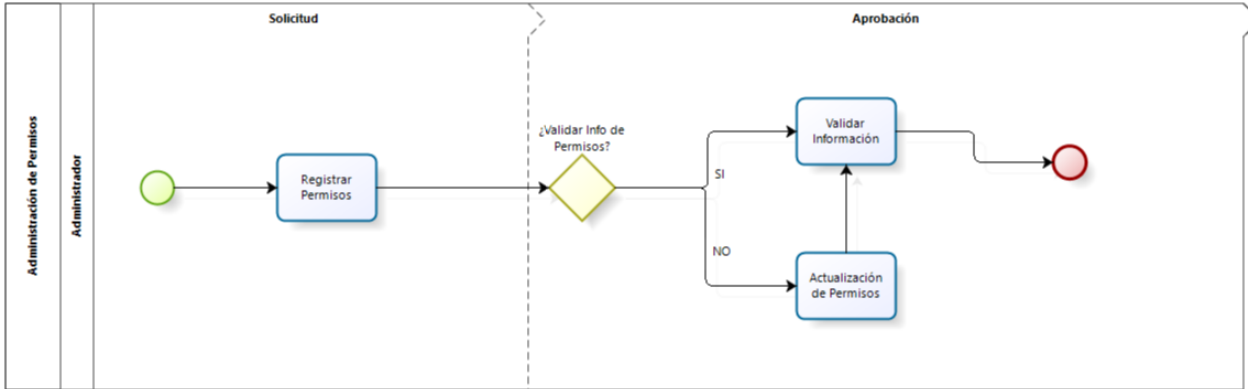 Solicitud
Aprobación
Administración de Permisos
Administrador
Registrar
Permisos
¿Validar Info de
Permisos?
SI
NO
Validar
Información
Actualización
de Permisos